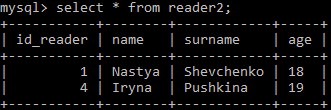 mysql> select * from reader2;
+-----------+--------+------------+------+
| id_reader | name   | surname    | age  |
+-----------+--------+------------+------+
|         1 | Nastya | Shevchenko | 18   |
|         4 | Iryna  | Pushkina   | 19   |
+-----------+--------+------------+------+